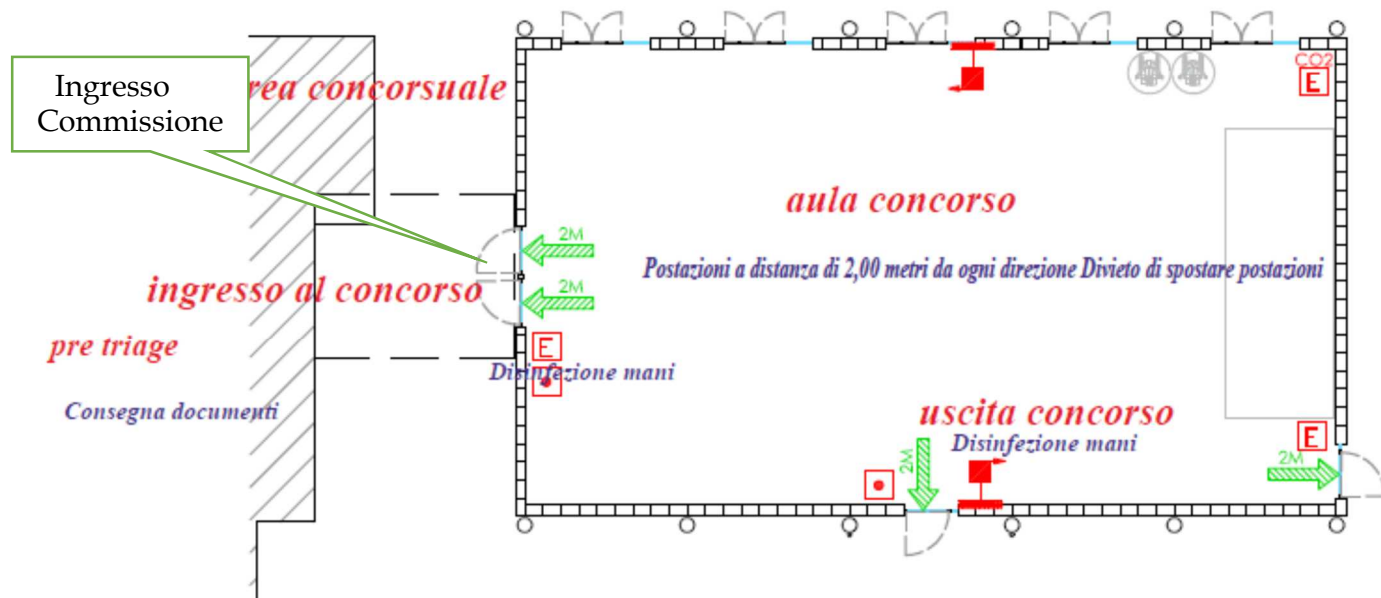 Ingresso
Commissione
rea concorsuale
CO2
E
aula concorso
2M
Postazioni a distanza di 2,00 metri da ogni direzione Divieto di spostare postazioni
ingresso al concorso
2M
pre triage
E
Disinfezione mani
Consegna documenti
uscita concorso
Disinfezione mani
E
2M
2M